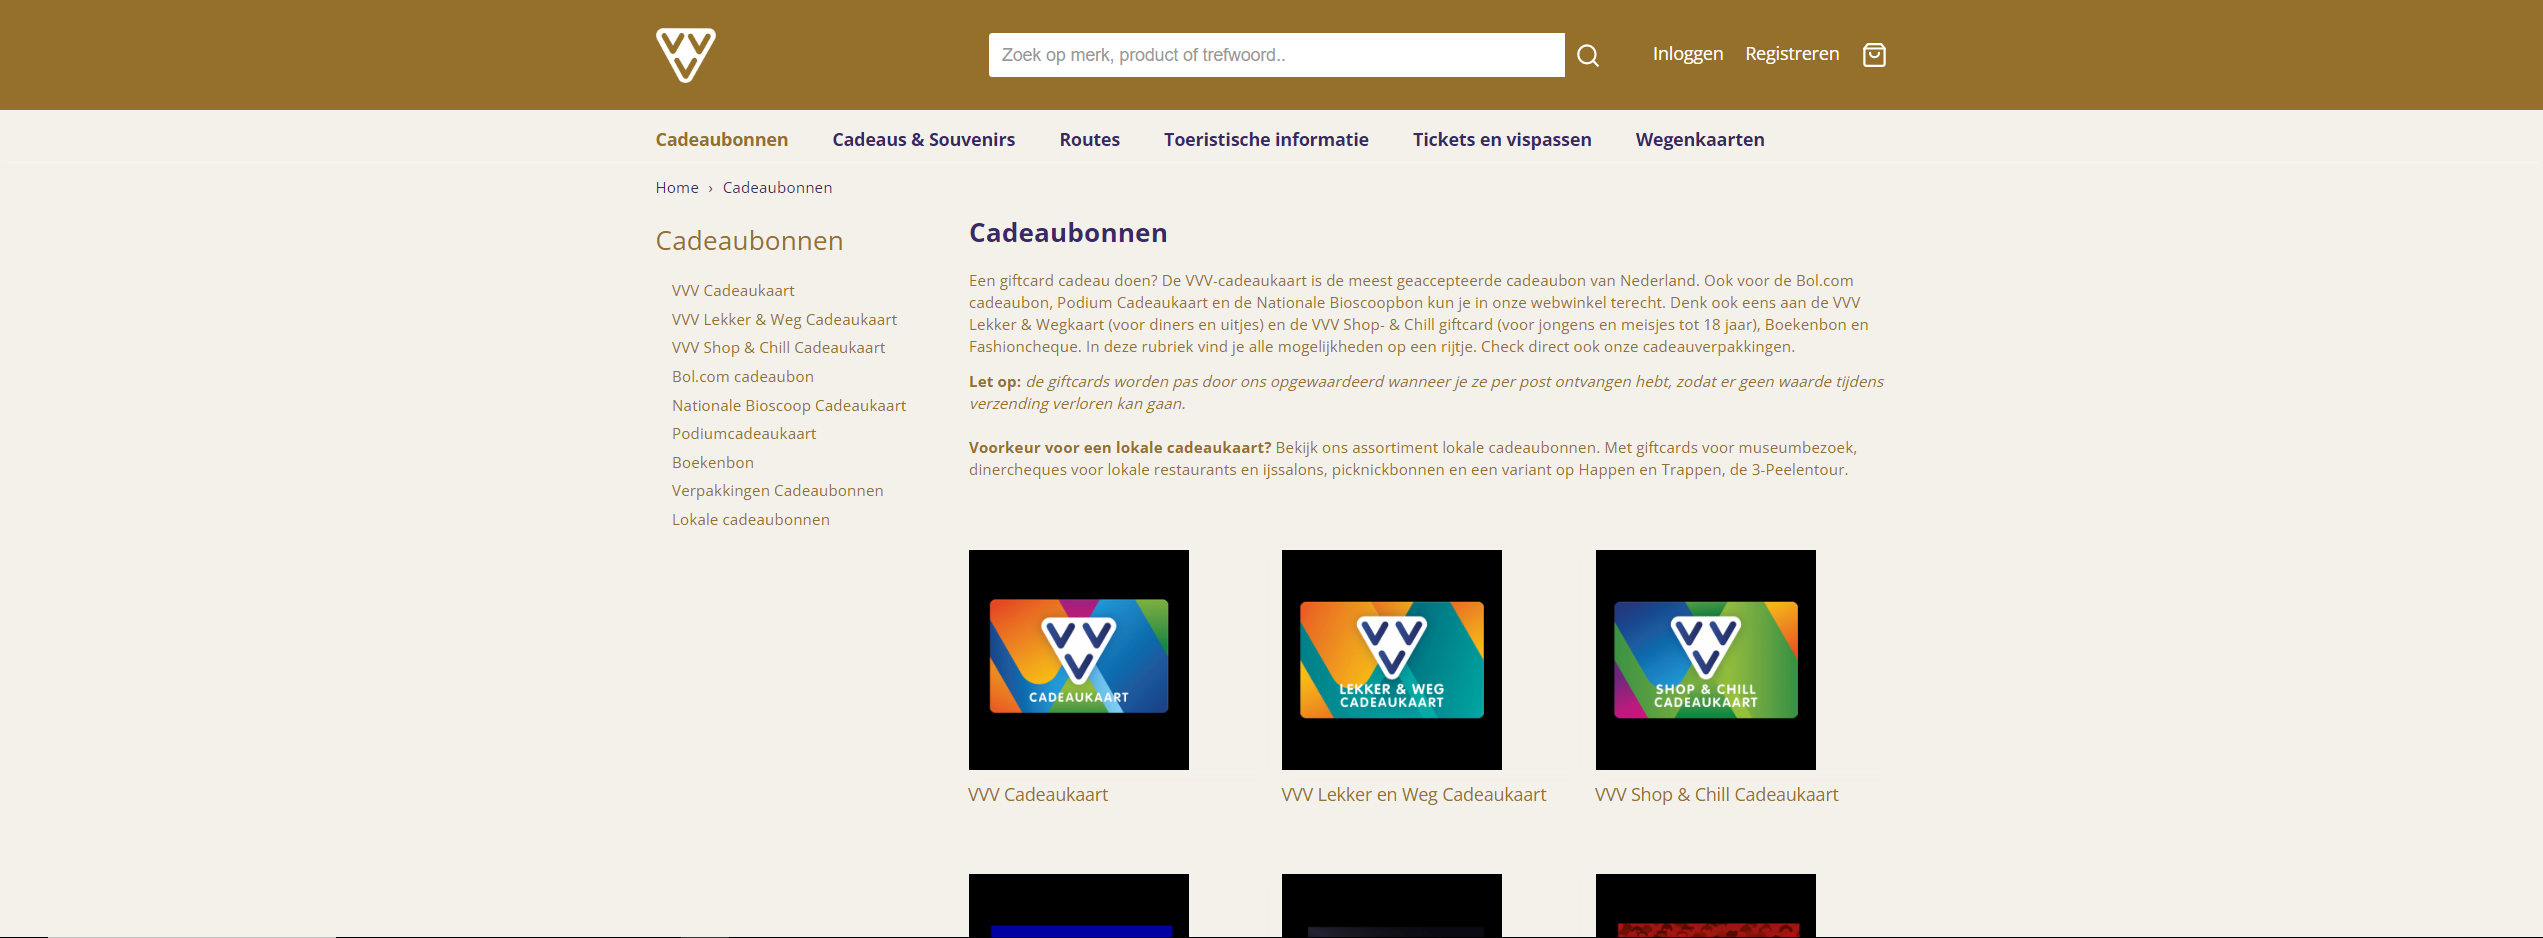 VVV
Zoek op merk, product of trefwoord..
Inloggen
Registreren
Cadeaubonnen
Cadeaus & Souvenirs
Routes
Toeristische informatie
Tickets en vispassen
Wegenkaarten
Home › Cadeaubonnen
Cadeaubonnen
VVV Cadeaukaart
VVV Lekker & Weg Cadeaukaart
VVV Shop & Chill Cadeaukaart
Bol.com cadeaubon
Nationale Bioscoop Cadeaukaart
Podiumcadeaukaart
Boekenbon
Verpakkingen Cadeaubonnen
Lokale cadeaubonnen
Cadeaubonnen
Een giftcard cadeau doen? De VVV-cadeaukaart is de meest geaccepteerde cadeaubon van Nederland. Ook voor de Bol.com
cadeaubon, Podium Cadeaukaart en de Nationale Bioscoopbon kun je in onze webwinkel terecht. Denk ook eens aan de VVV
Lekker & Wegkaart (voor diners en uitjes) en de VVV Shop- & Chill giftcard (voor jongens en meisjes tot 18 jaar), Boekenbon en
Fashioncheque. In deze rubriek vind je alle mogelijkheden op een rijtje. Check direct ook onze cadeauverpakkingen.
Let op: de giftcards worden pas door ons opgewaardeerd wanneer je ze per post ontvangen hebt, zodat er geen waarde tijdens
verzending verloren kan gaan.
Voorkeur voor een lokale cadeaukaart? Bekijk ons assortiment lokale cadeaubonnen. Met giftcards voor museumbezoek,
dinercheques voor lokale restaurants en ijssalons, picknickbonnen en een variant op Happen en Trappen, de 3-Peelentour.
VVV
CADEAUKAART
VVV Cadeaukaart
VVV
LEKKER & WEG
CADEAUKAART
VVV Lekker en Weg Cadeaukaart
VVV
SHOP & CHILL
CADEAUKAART
VVV Shop & Chill Cadeaukaart